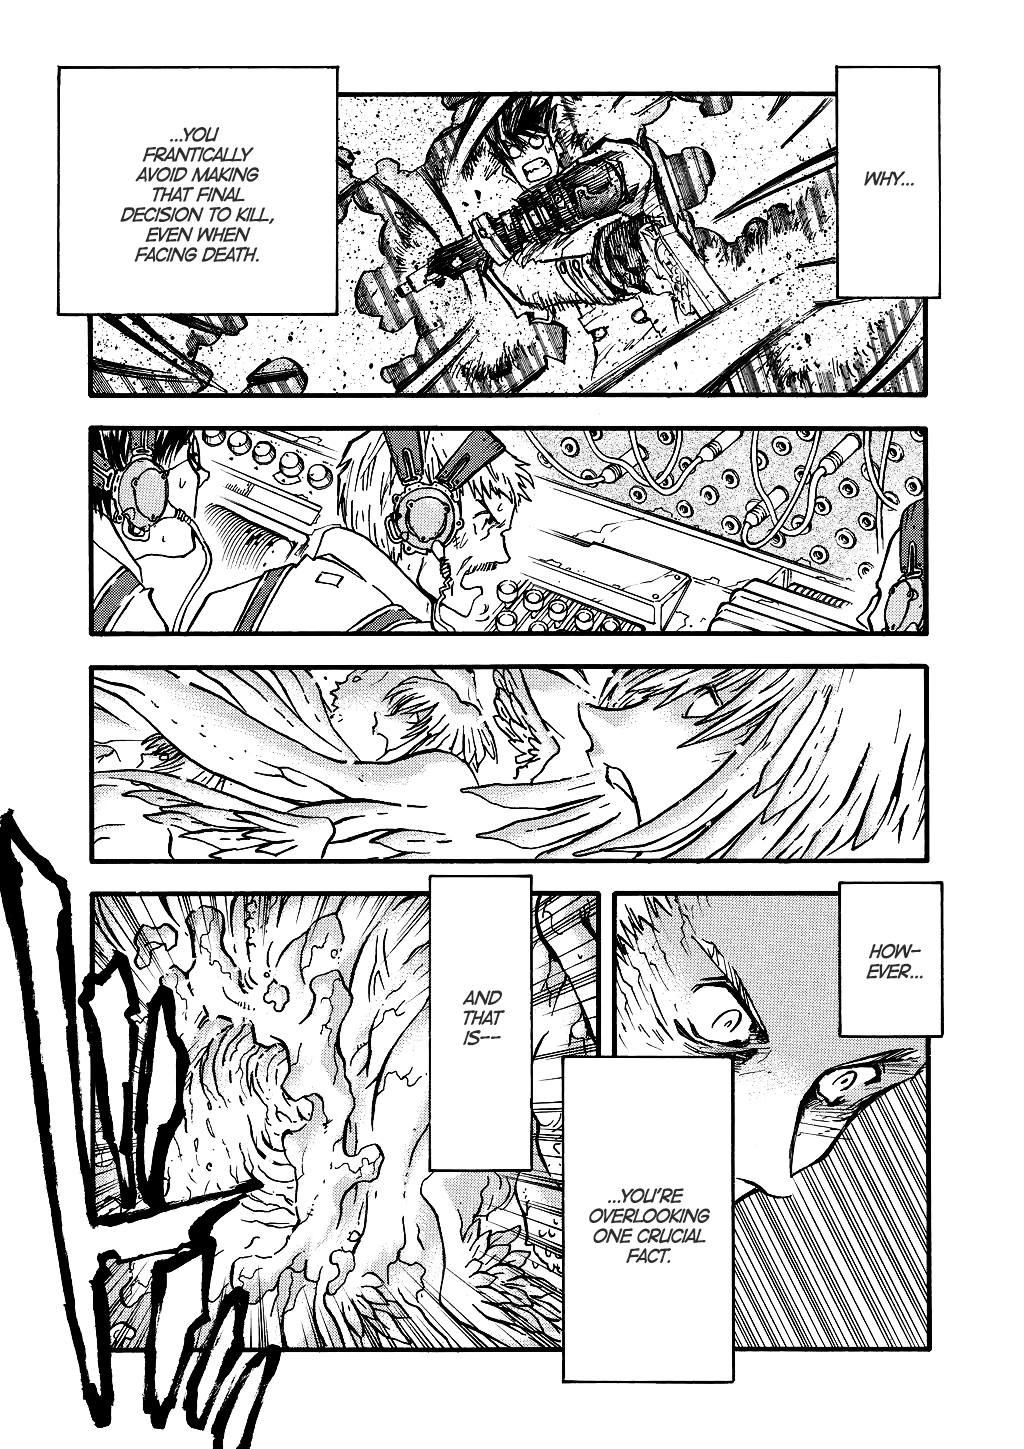 WHY...
...YOU
FRANTICALLY
AVOID MAKING
THAT FINAL
DECISION TO KILL,
EVEN WHEN
FACING DEATH.
HOW-
EVER...
...YOU'RE
OVERLOOKING
ONE CRUCIAL
FACT.
AND
THAT
IS--